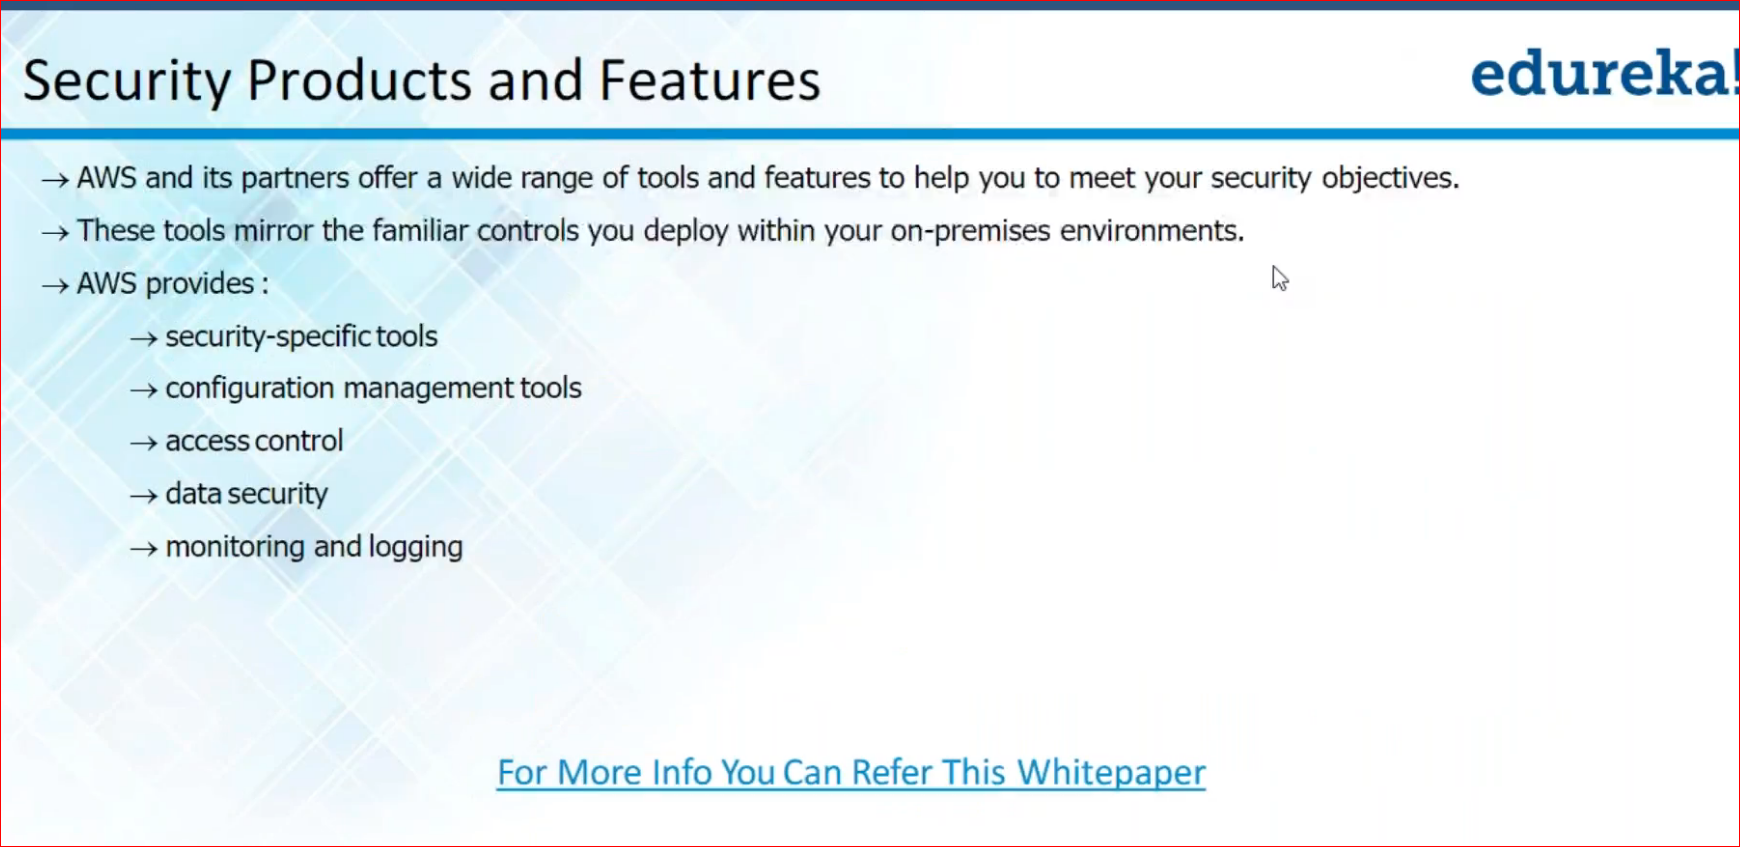 Security Products and Features
edureka!
→ AWS and its partners offer a wide range of tools and features to help you to meet your security objectives.
→ These tools mirror the familiar controls you deploy within your on-premises environments.
→ AWS provides :
→ security-specific tools
→ configuration management tools
→ access control
→ data security
→ monitoring and logging
For More Info You Can Refer This Whitepaper